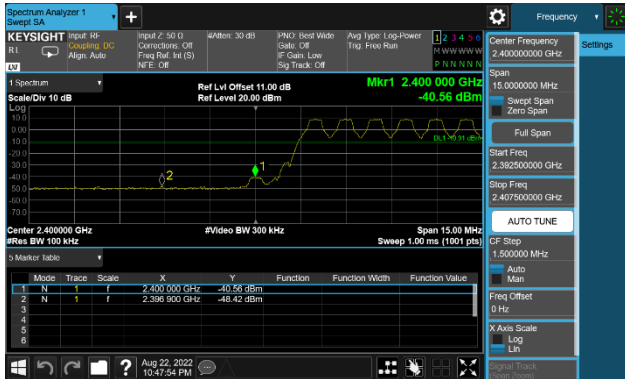 Spectrum Analyzer 1
Swept SA
Frequency
KEYSIGHT
Input: RF
Coupling: DC
Align: Auto
Input Z: 50 Ω
Corrections: Off
Freq Ref: Int (S)
NFE: Off
#Atten: 30 dB
PNO: Best Wide
Gate: Off
IF Gain: Low
Sig Track: Off
Avg Type: Log-Power
Trig: Free Run
1 2 3 4 5 6
M W W W W W
P N N N N N
RL
LXI
1 Spectrum
Scale/Div 10 dB
Ref Lvl Offset 11.00 dB
Ref Level 20.00 dBm
Mkr1 2.400 000 GHz
-40.56 dBm
Log
10.0
0.00
-10.0
-20.0
-30.0
-40.0
-50.0
-60.0
-70.0
1
2
Center 2.400000 GHz
#Res BW 100 kHz
#Video BW 300 kHz
Span 15.00 MHz
Sweep 1.00 ms (1001 pts)
5 Marker Table
Mode Trace Scale X Y Function Function Width Function Value
1 N 1 f 2.400 000 GHz -40.56 dBm
2 N 1 f 2.396 900 GHz -48.42 dBm
3
4
5
6
Aug 22, 2022
10:47:54 PM
Center Frequency
2.400000000 GHz
Settings
Span
15.0000000 MHz
Swept Span
Zero Span
Full Span
Start Freq
2.392500000 GHz
Stop Freq
2.407500000 GHz
AUTO TUNE
CF Step
1.500000 MHz
Auto
Man
Freq Offset
0 Hz
X Axis Scale
Log
Lin
Signal Track
(Span Zoom)